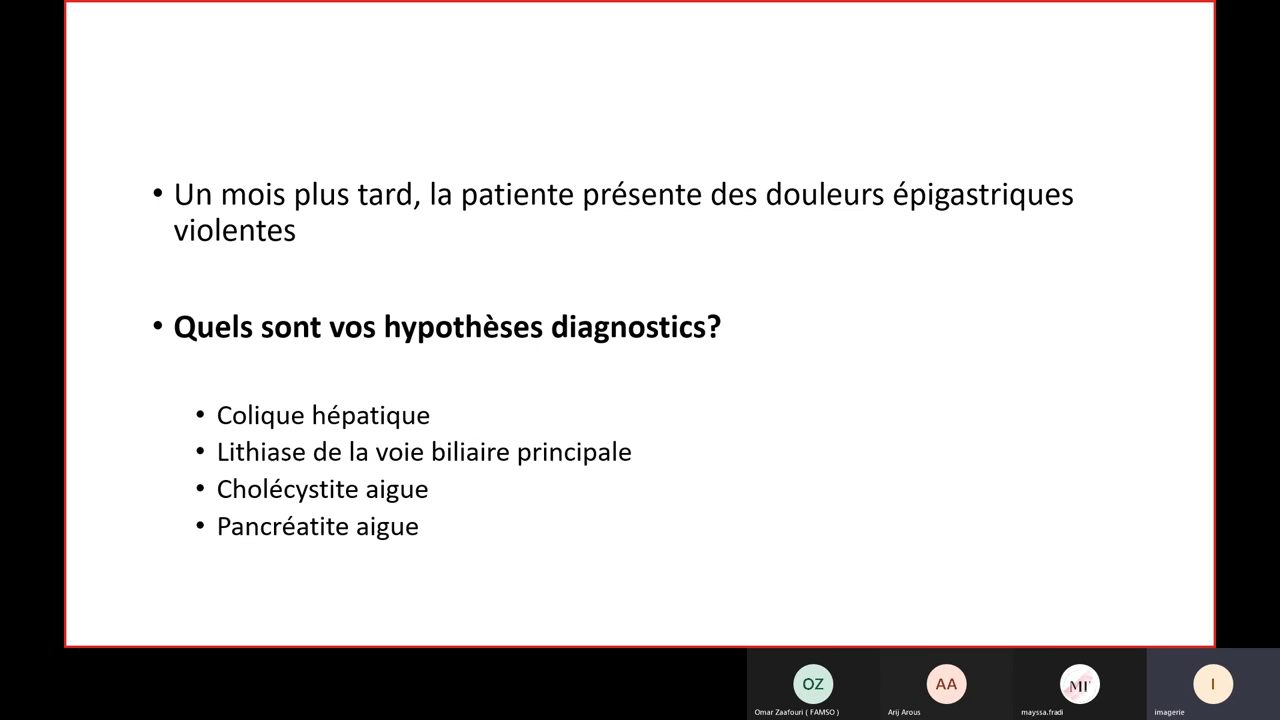 • Un mois plus tard, la patiente présente des douleurs épigastriques
violentes
• Quels sont vos hypothèses diagnostics?
• Colique hépatique
• Lithiase de la voie biliaire principale
• Cholécystite aigue
• Pancréatite aigue
OZ
AA
MF
I
Omar Zaafouri ( FAMSO )
Arij Arous
mayssa.fradi
imagerie